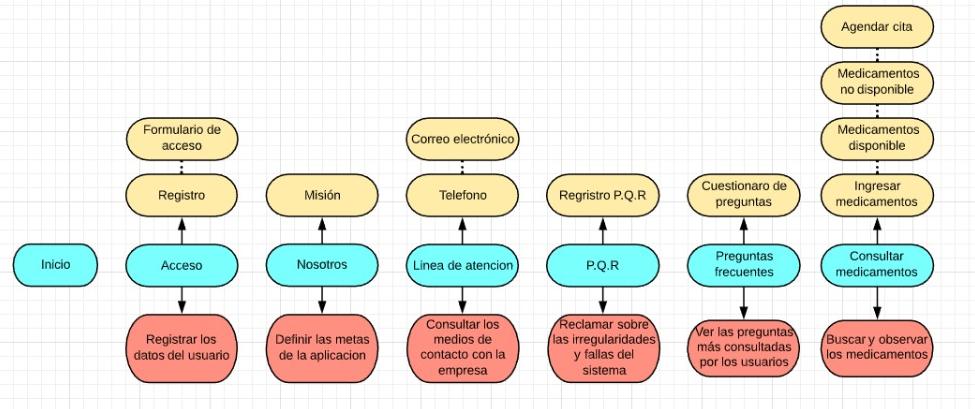 Agendar cita
Medicamentos
no disponible
Formulario de
acceso
Correo electrónico
Medicamentos
disponible
Registro
Misión
Telefono
Regristro P.Q.R
Cuestionaro de
preguntas
Ingresar
medicamentos
Inicio
Acceso
Nosotros
Linea de atencion
P.Q.R
Preguntas
frecuentes
Consultar
medicamentos
Registrar los
datos del usuario
Definir las metas
de la aplicacion
Consultar los
medios de
contacto con la
empresa
Reclamar sobre
las irregularidades
y fallas del
sistema
Ver las preguntas
más consultadas
por los usuarios
Buscar y observar
los medicamentos